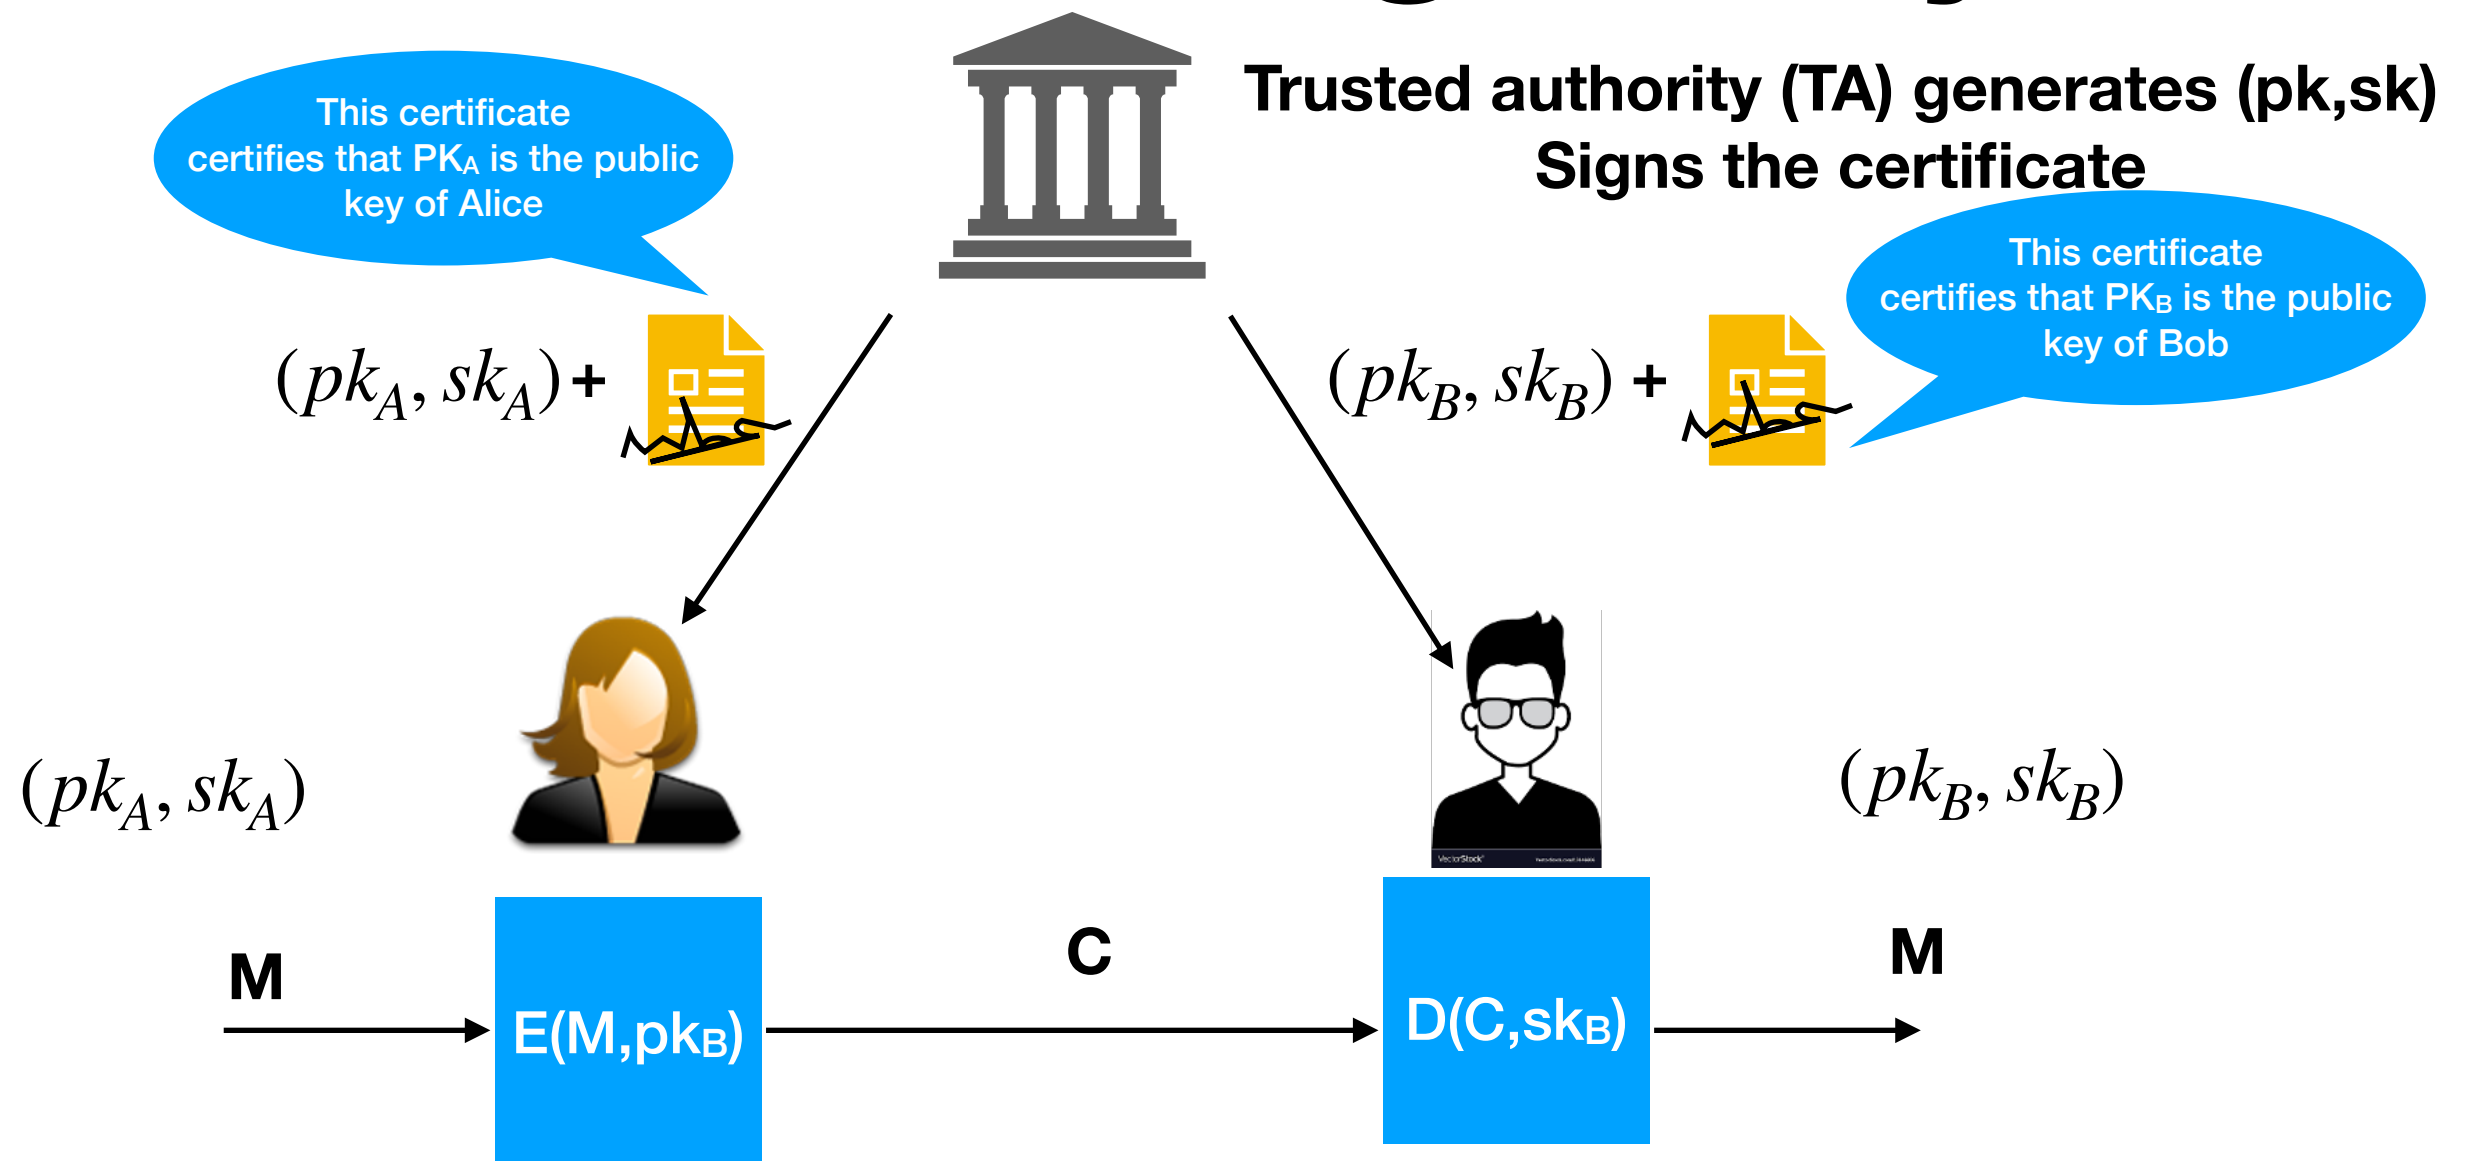 Trusted authority (TA) generates (pk,sk)
Signs the certificate
This certificate
certifies that PKA is the public
key of Alice
This certificate
certifies that PKB is the public
key of Bob
(pkA, skA) +
(pkB, skB) +
(pkA, skA)
(pkB, skB)
VectorStock
M
E(M,pkB)
C
D(C,skB)
M